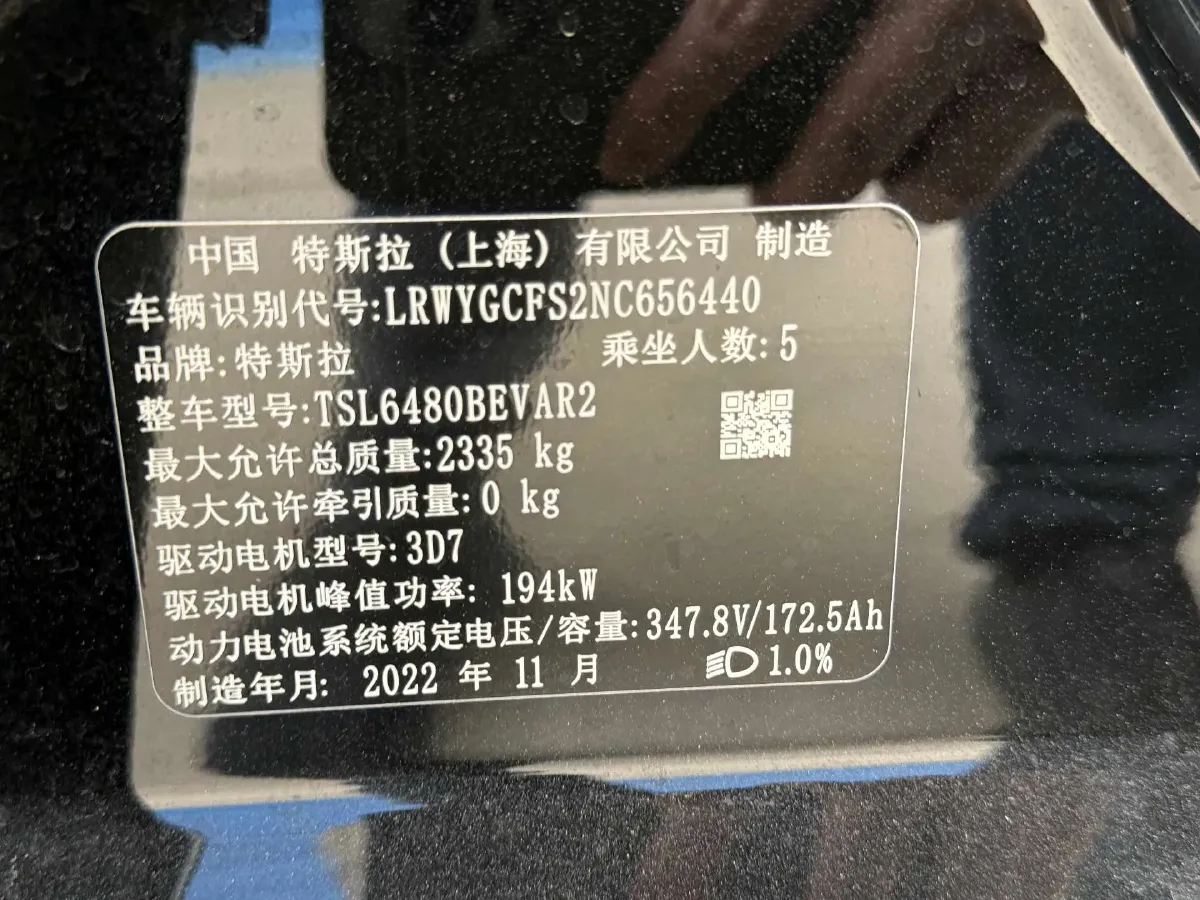 中国 特斯拉 (上海) 有限公司 制造
车辆识别代号:LRWYGCFS2NC656440
品牌:特斯拉 乘坐人数:5
整车型号:TSL6480BEVAR2
最大允许总质量:2335 kg
最大允许牵引质量:0 kg
驱动电机型号:3D7
驱动电机峰值功率: 194kW
动力电池系统额定电压/容量:347.8V/172.5Ah
制造年月: 2022 年 11 月 1.0%